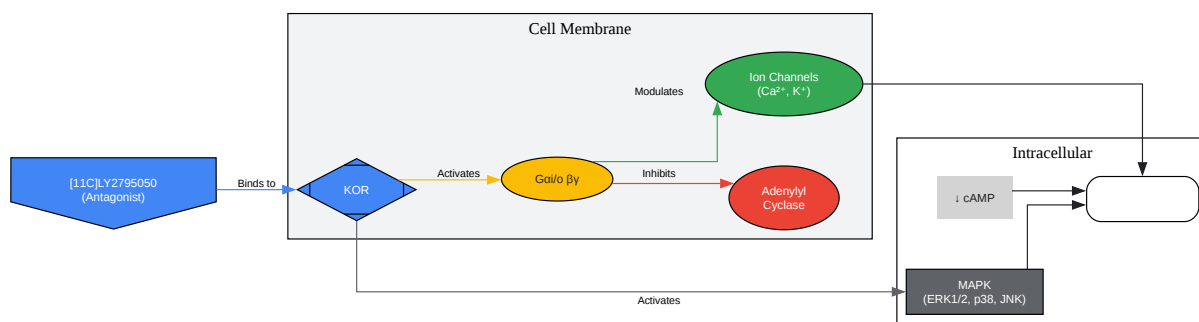 Cell Membrane
Ion Channels
(Ca²⁺, K⁺)
Modulates
Intracellular
[11C]LY2795050
(Antagonist)
Binds to
KOR
Activates
Gαi/o βγ
Inhibits
Adenylyl
Cyclase
↓ cAMP
MAPK
(ERK1/2, p38, JNK)
Activates